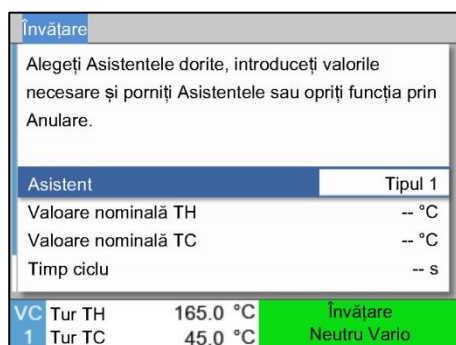 Învățare
Alegeți Asistentele dorite, introduceți valorile
necesare și porniți Asistentele sau opriți funcția prin
Anulare.
Asistent Tipul 1
Valoare nominală TH -- °C
Valoare nominală TC -- °C
Timp ciclu -- s
VC Tur TH 165.0 °C Învățare
1 Tur TC 45.0 °C Neutru Vario